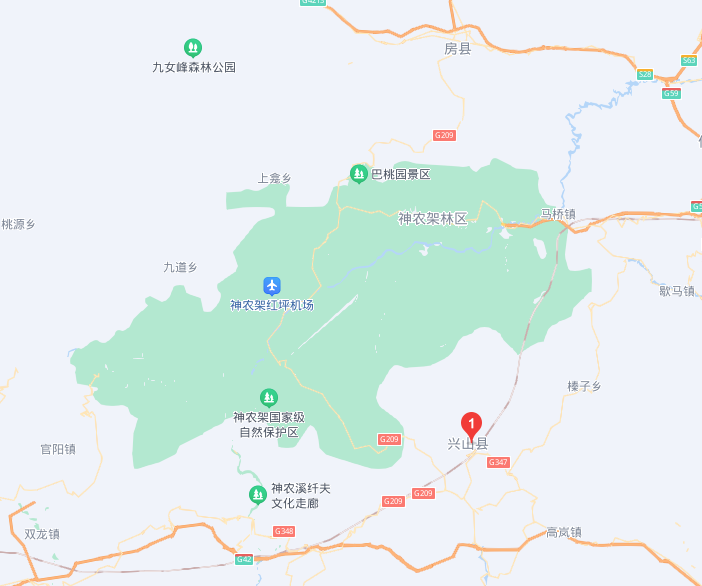 房县
S63
九女峰森林公园
S28
G59
G209
巴桃园景区
上龛乡
神农架林区
马桥镇
桃源乡
九道乡
神农架红坪机场
歇马镇
榛子乡
神农架国家级
自然保护区
1
兴山县
G209
官阳镇
G347
神农溪纤夫
文化走廊
G209
G209
G348
高岚镇
双龙镇
G42